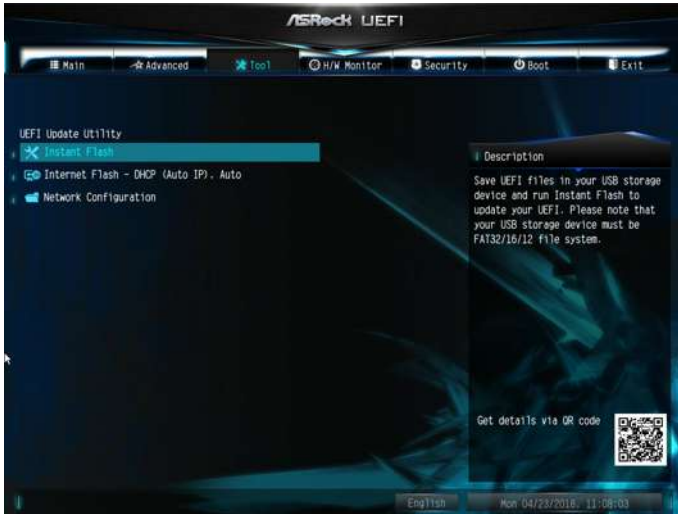 ASRock UEFI
Main Advanced Tool H/W Monitor Security Boot Exit
UEFI Update Utility
Instant Flash
Internet Flash - DHCP (Auto IP), Auto
Network Configuration
Description
Save UEFI files in your USB storage
device and run Instant Flash to
update your UEFI. Please note that
your USB storage device must be
FAT32/16/12 file system.
Get details via QR code
English
Mon 04/23/2018, 11:08:03